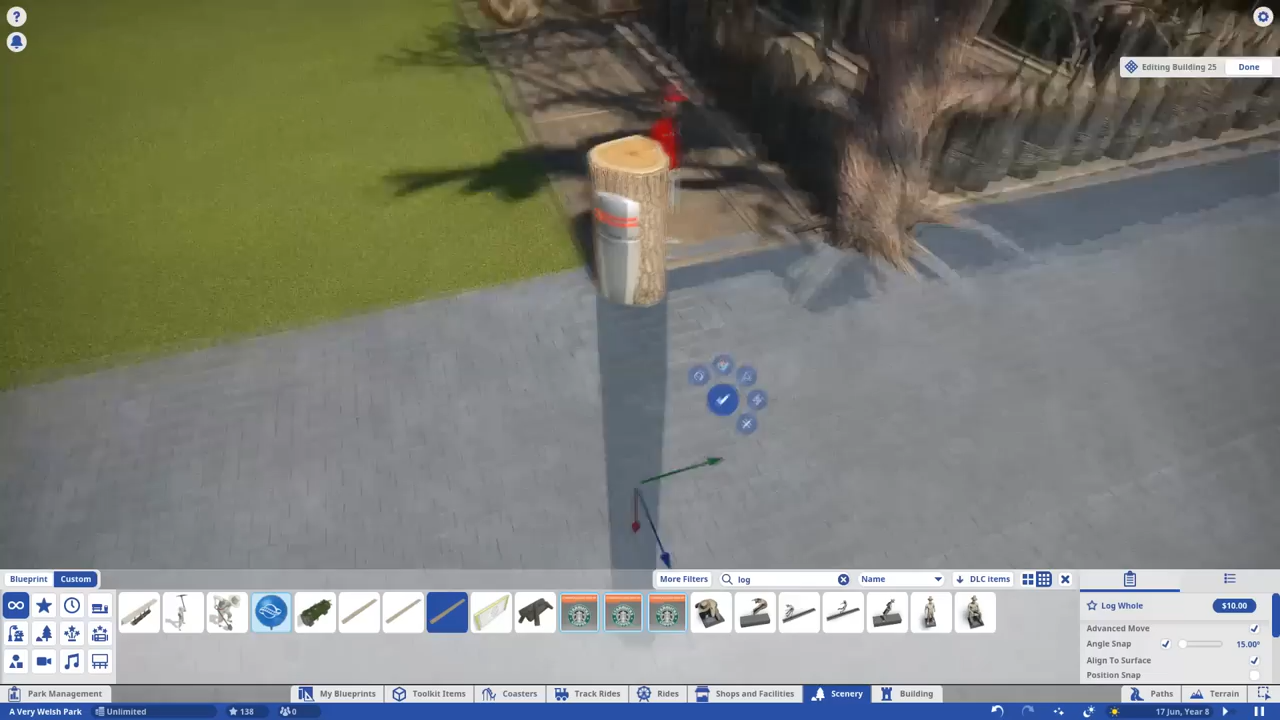 ?
Editing Building 25
Done
Blueprint
Custom
More Filters
log
Name
DLC items
Log Whole
$10.00
Advanced Move
Angle Snap
15.00°
Align To Surface
Position Snap
Park Management
My Blueprints
Toolkit Items
Coasters
Track Rides
Rides
Shops and Facilities
Scenery
Building
Paths
Terrain
A Very Welsh Park
Unlimited
138
0
17 Jun, Year 8